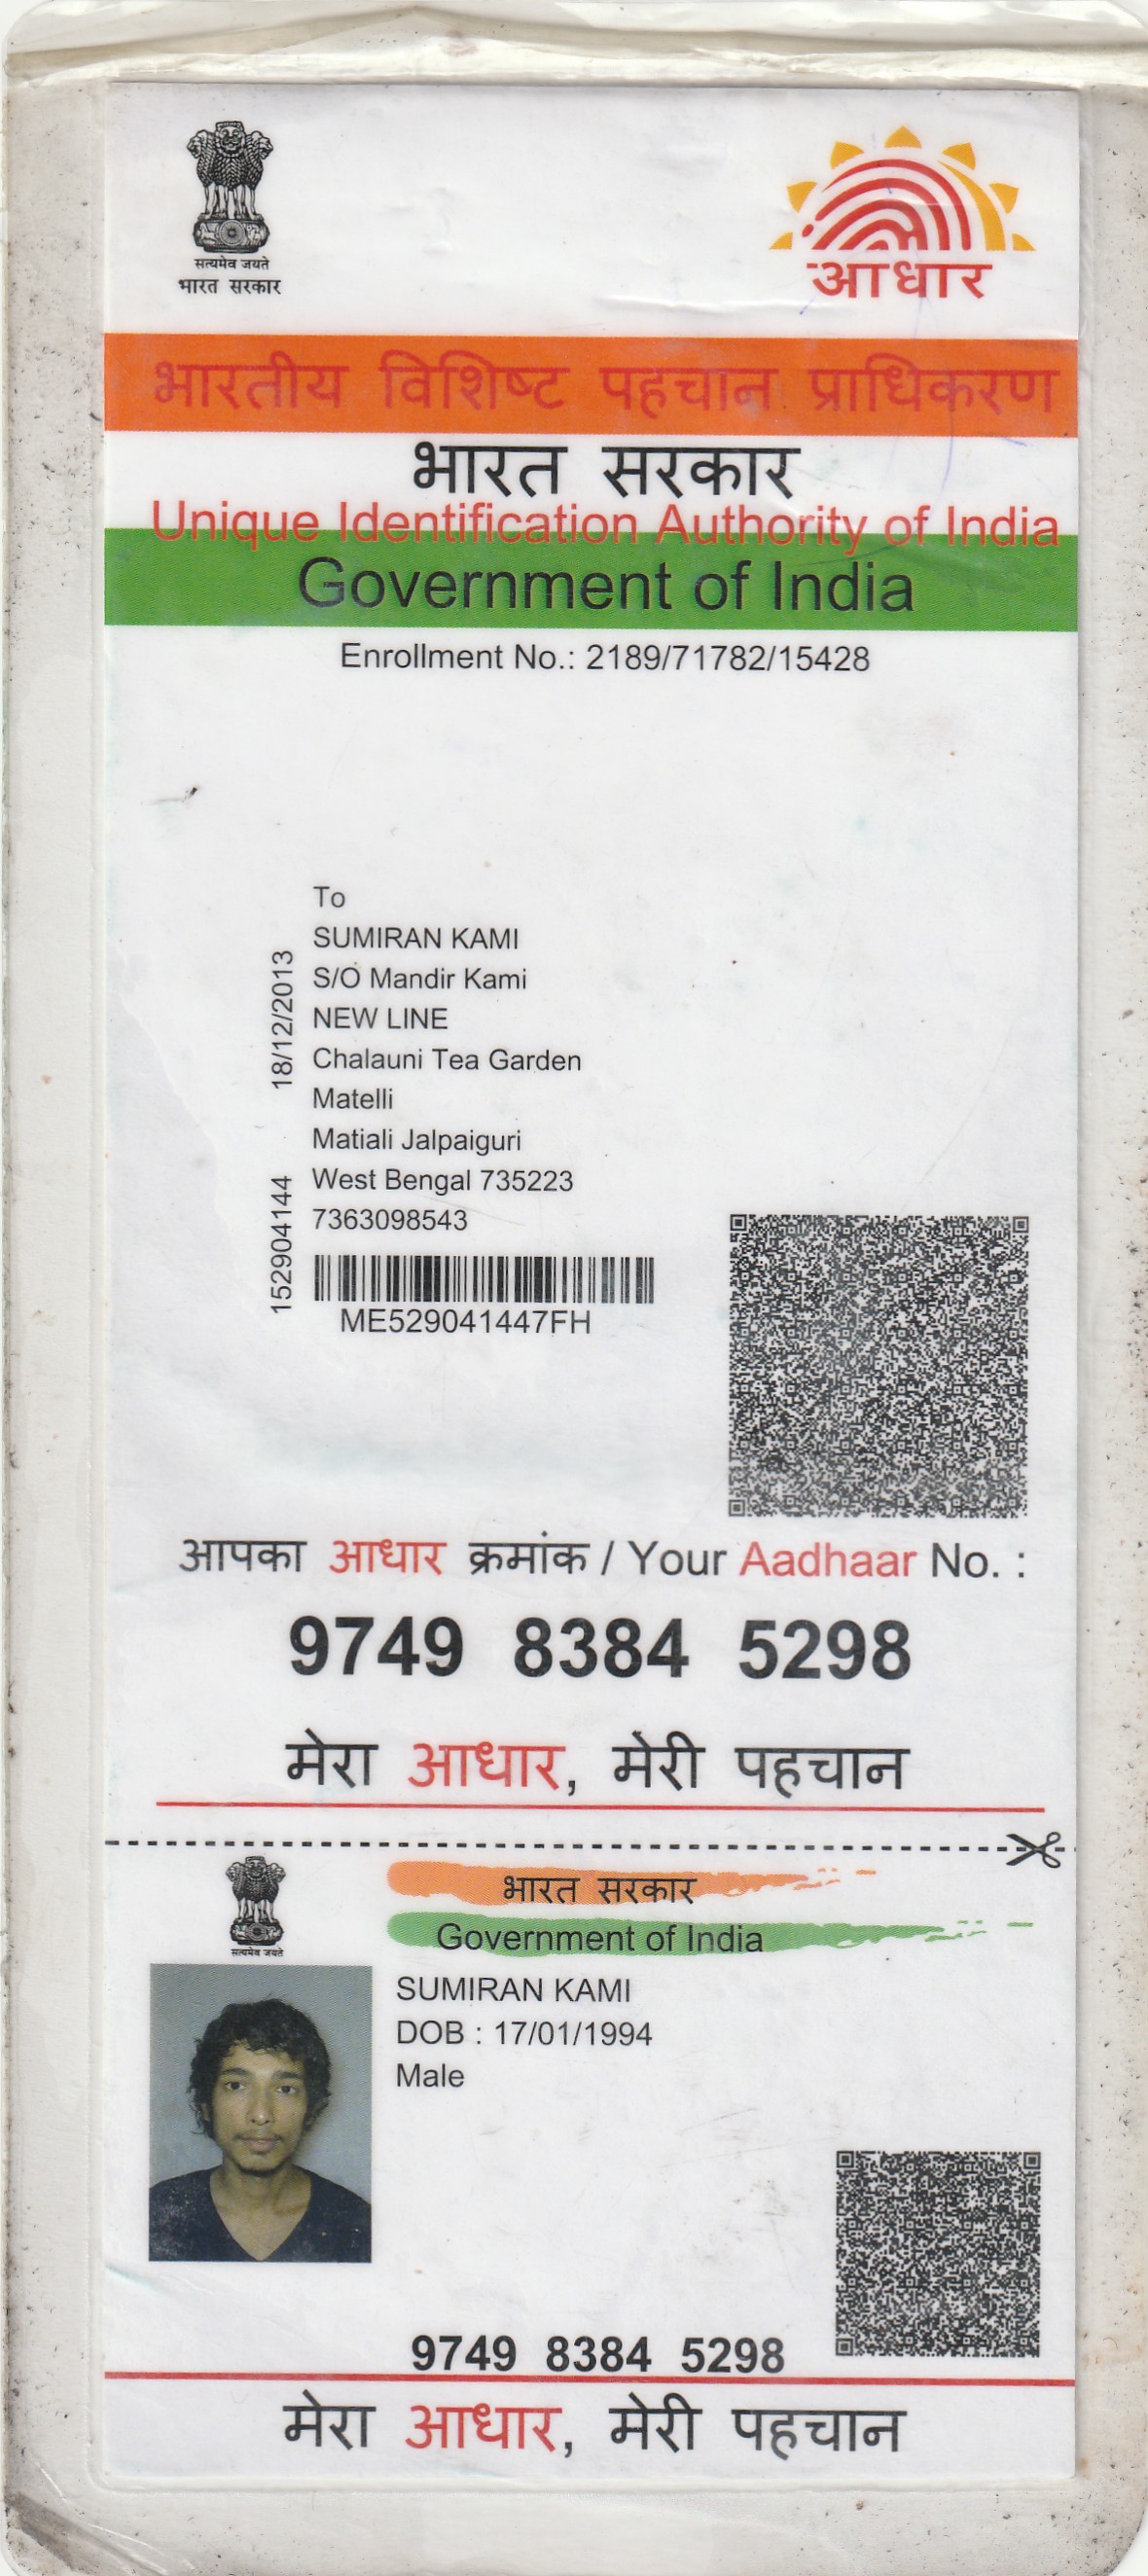 सत्यमेव जयते
भारत सरकार
आधार
भारतीय विशिष्ट पहचान प्राधिकरण
भारत सरकार
Unique Identification Authority of India
Government of India
Enrollment No.: 2189/71782/15428
To
SUMIRAN KAMI
S/O Mandir Kami
NEW LINE
Chalauni Tea Garden
Matelli
Matiali Jalpaiguri
West Bengal 735223
7363098543
18/12/2013
152904144
ME529041447FH
आपका आधार क्रमांक / Your Aadhaar No. :
9749 8384 5298
मेरा आधार, मेरी पहचान
सत्यमेव जयते
भारत सरकार
Government of India
SUMIRAN KAMI
DOB : 17/01/1994
Male
9749 8384 5298
मेरा आधार, मेरी पहचान